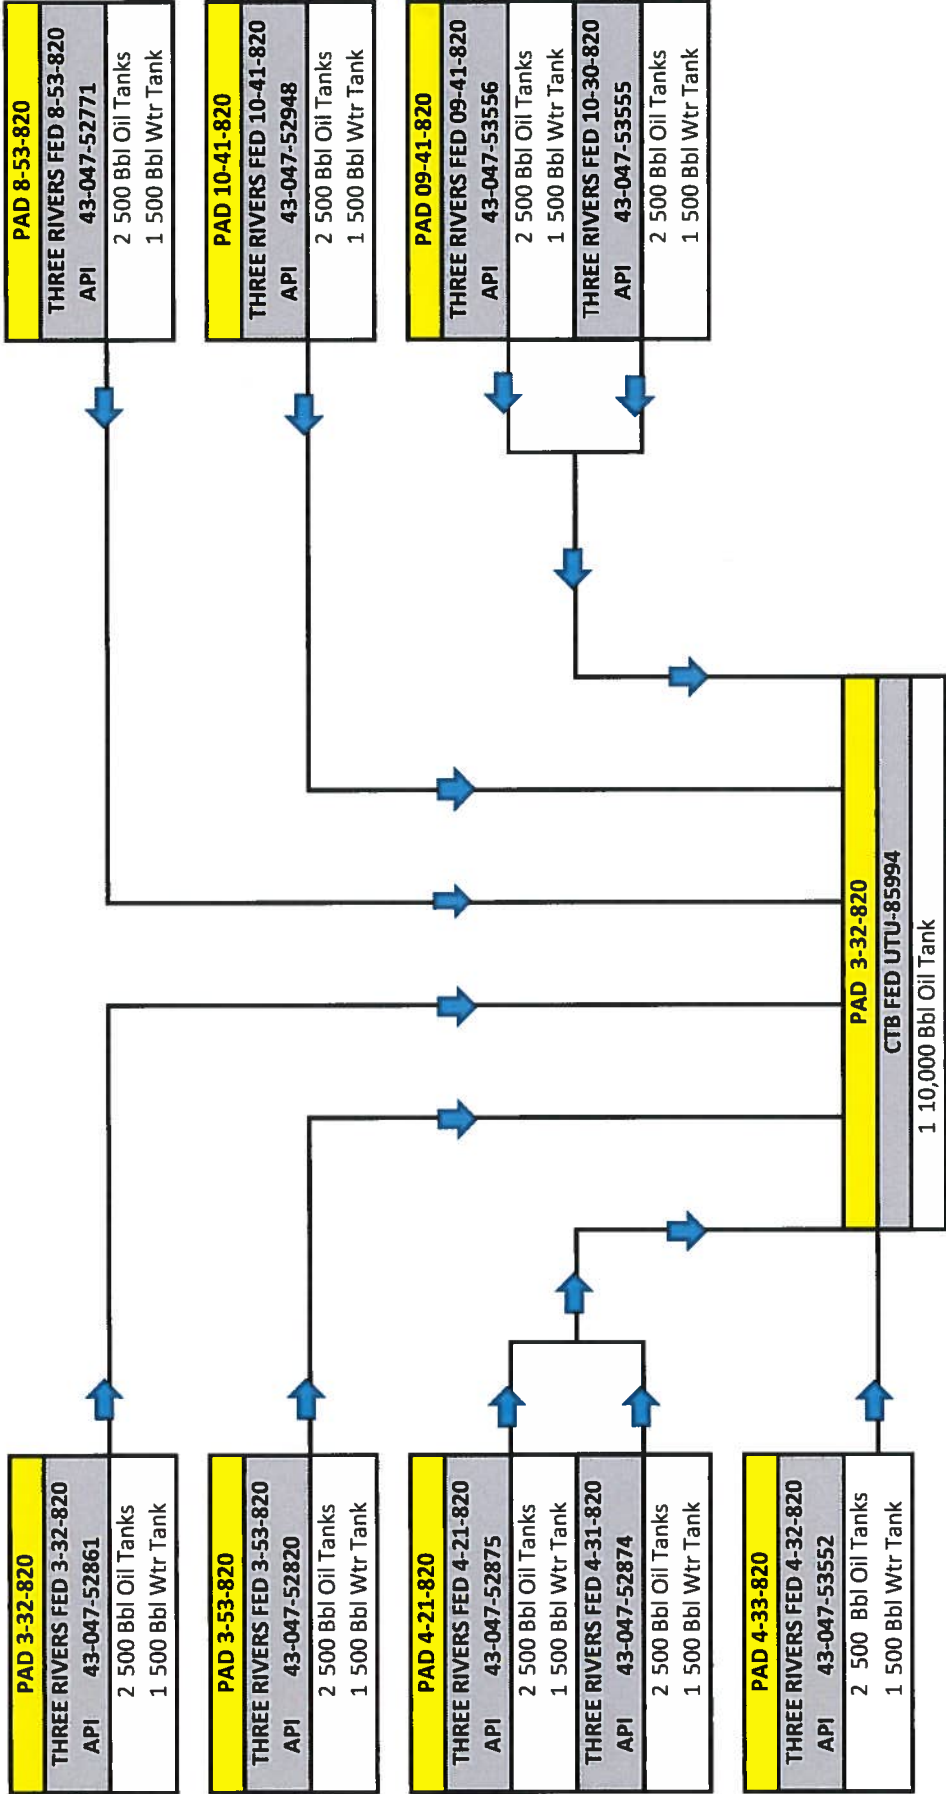 PAD 3-32-820
THREE RIVERS FED 3-32-820
API 43-047-52861
2 500 Bbl Oil Tanks
1 500 Bbl Wtr Tank
PAD 3-53-820
THREE RIVERS FED 3-53-820
API 43-047-52820
2 500 Bbl Oil Tanks
1 500 Bbl Wtr Tank
PAD 4-21-820
THREE RIVERS FED 4-21-820
API 43-047-52875
2 500 Bbl Oil Tanks
1 500 Bbl Wtr Tank
THREE RIVERS FED 4-31-820
API 43-047-52874
2 500 Bbl Oil Tanks
1 500 Bbl Wtr Tank
PAD 4-33-820
THREE RIVERS FED 4-32-820
API 43-047-53552
2 500 Bbl Oil Tanks
1 500 Bbl Wtr Tank
PAD 8-53-820
THREE RIVERS FED 8-53-820
API 43-047-52771
2 500 Bbl Oil Tanks
1 500 Bbl Wtr Tank
PAD 10-41-820
THREE RIVERS FED 10-41-820
API 43-047-52948
2 500 Bbl Oil Tanks
1 500 Bbl Wtr Tank
PAD 09-41-820
THREE RIVERS FED 09-41-820
API 43-047-53556
2 500 Bbl Oil Tanks
1 500 Bbl Wtr Tank
THREE RIVERS FED 10-30-820
API 43-047-53555
2 500 Bbl Oil Tanks
1 500 Bbl Wtr Tank
PAD 3-32-820
CTB FED UTU-85994
1 10,000 Bbl Oil Tank